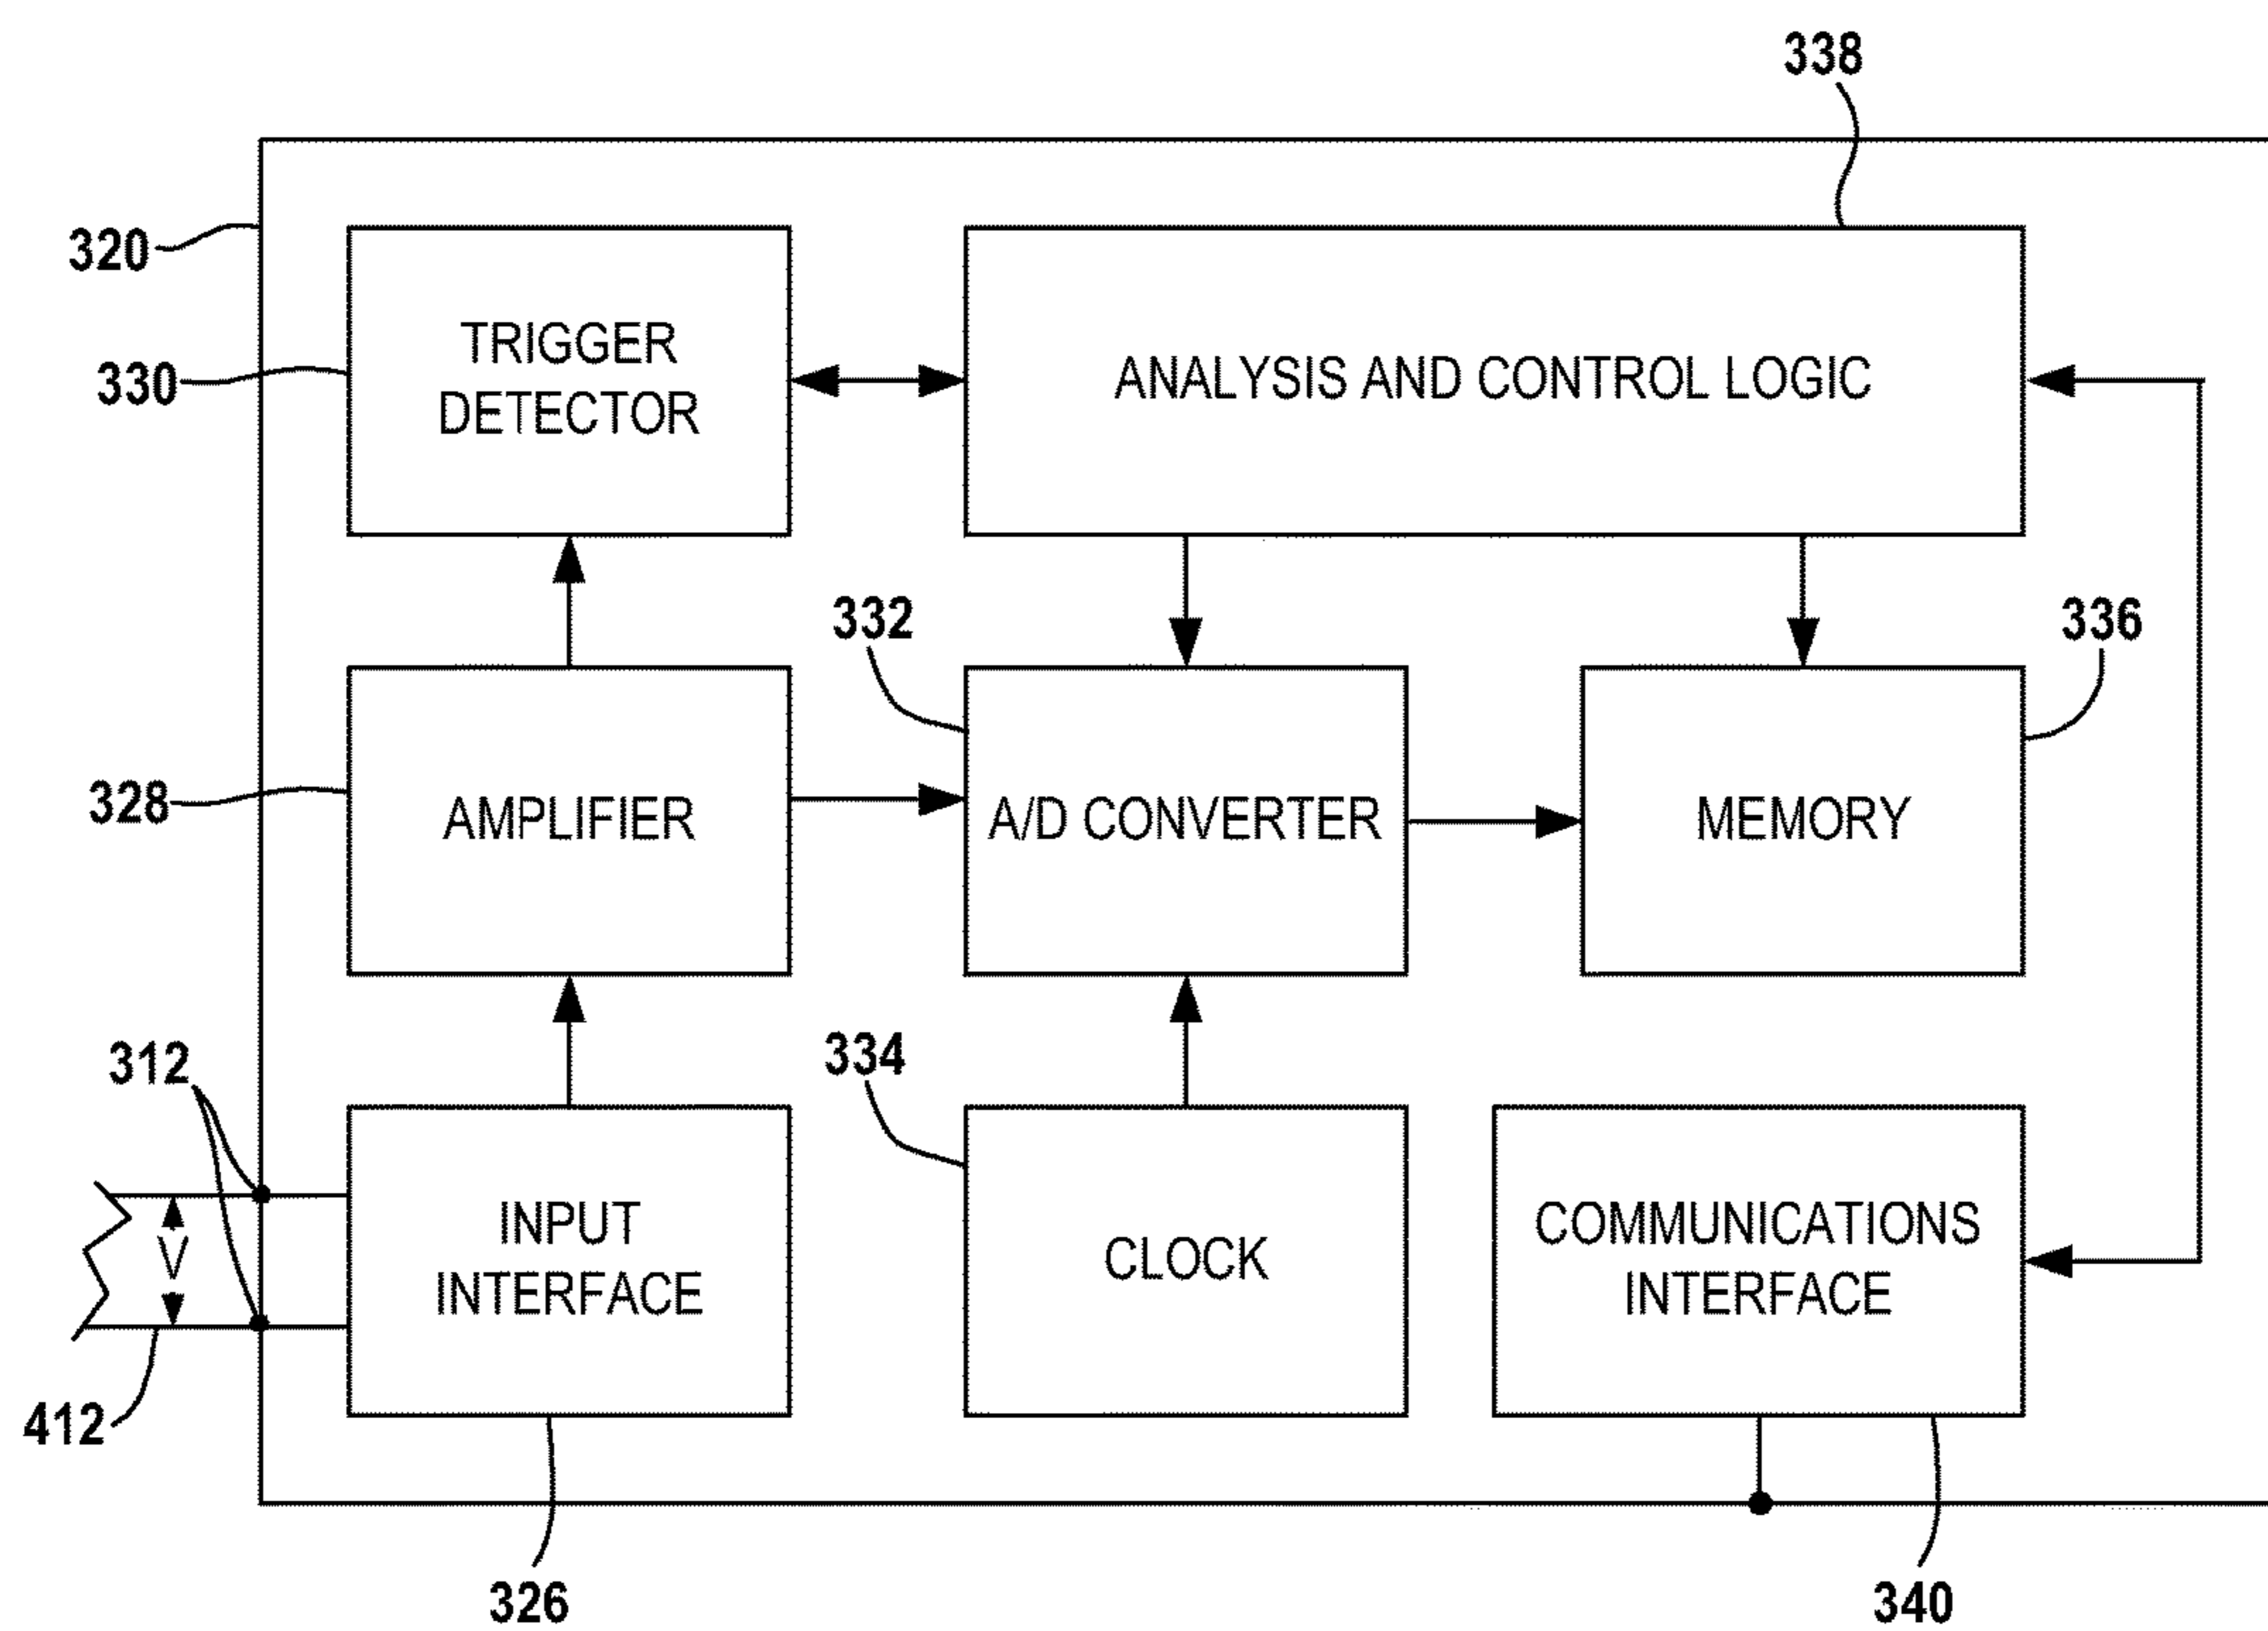 338
320
TRIGGER
DETECTOR
ANALYSIS AND CONTROL LOGIC
330
332
336
328
AMPLIFIER
A/D CONVERTER
MEMORY
312
334
V
INPUT
INTERFACE
CLOCK
COMMUNICATIONS
INTERFACE
412
326
340